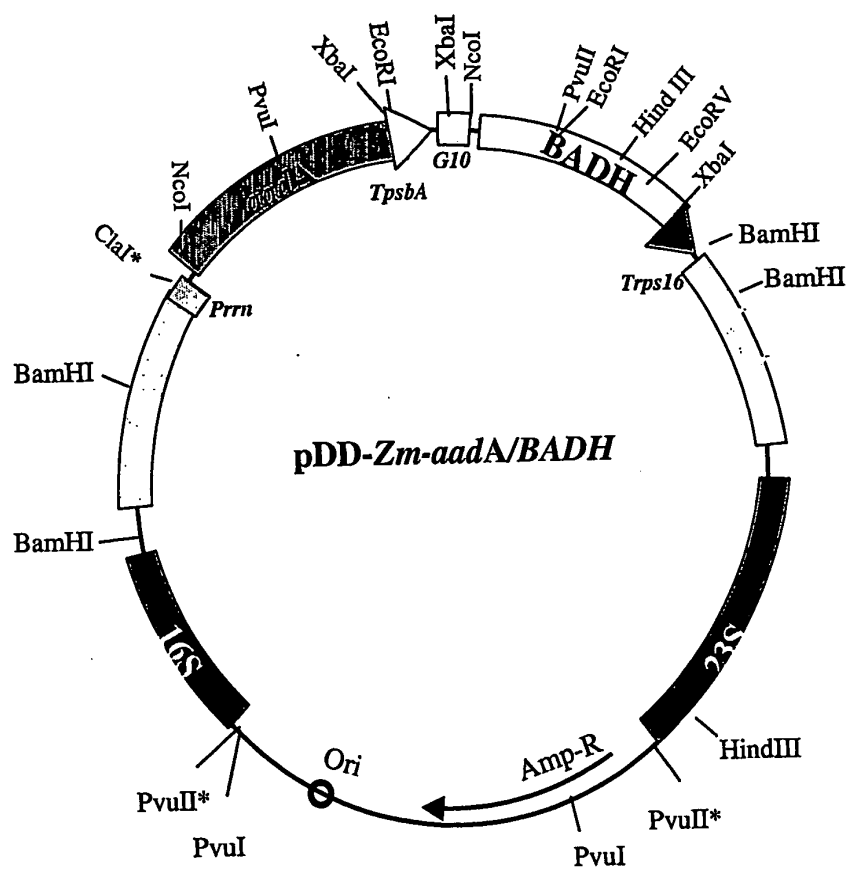 XbaI
EcoRI
XbaI
NcoI
PvuII
EcoRI
Hind III
EcoRV
XbaI
PvuI
NcoI
ClaI*
aadA
TpsbA
G10
BADH
Trps16
BamHI
BamHI
Prrn
BamHI
pDD-Zm-aadA/BADH
BamHI
16S
23S
HindIII
PvuII*
PvuI
Ori
Amp-R
PvuI
PvuII*